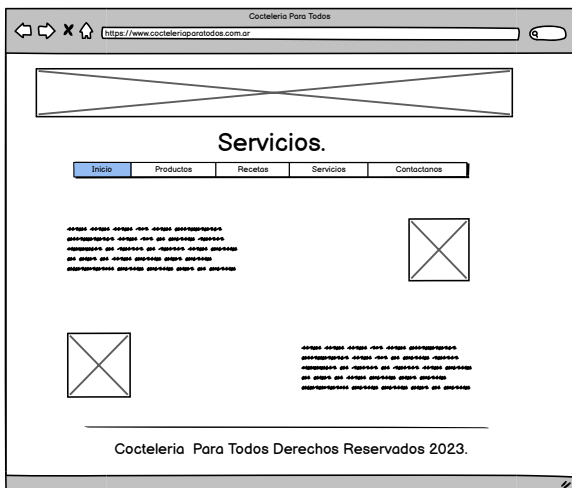 Cocteleria Para Todos
https://www.cocteleriaparatodos.com.ar
Servicios.
Inicio Productos Recetas Servicios Contactanos
Cocteleria Para Todos Derechos Reservados 2023.